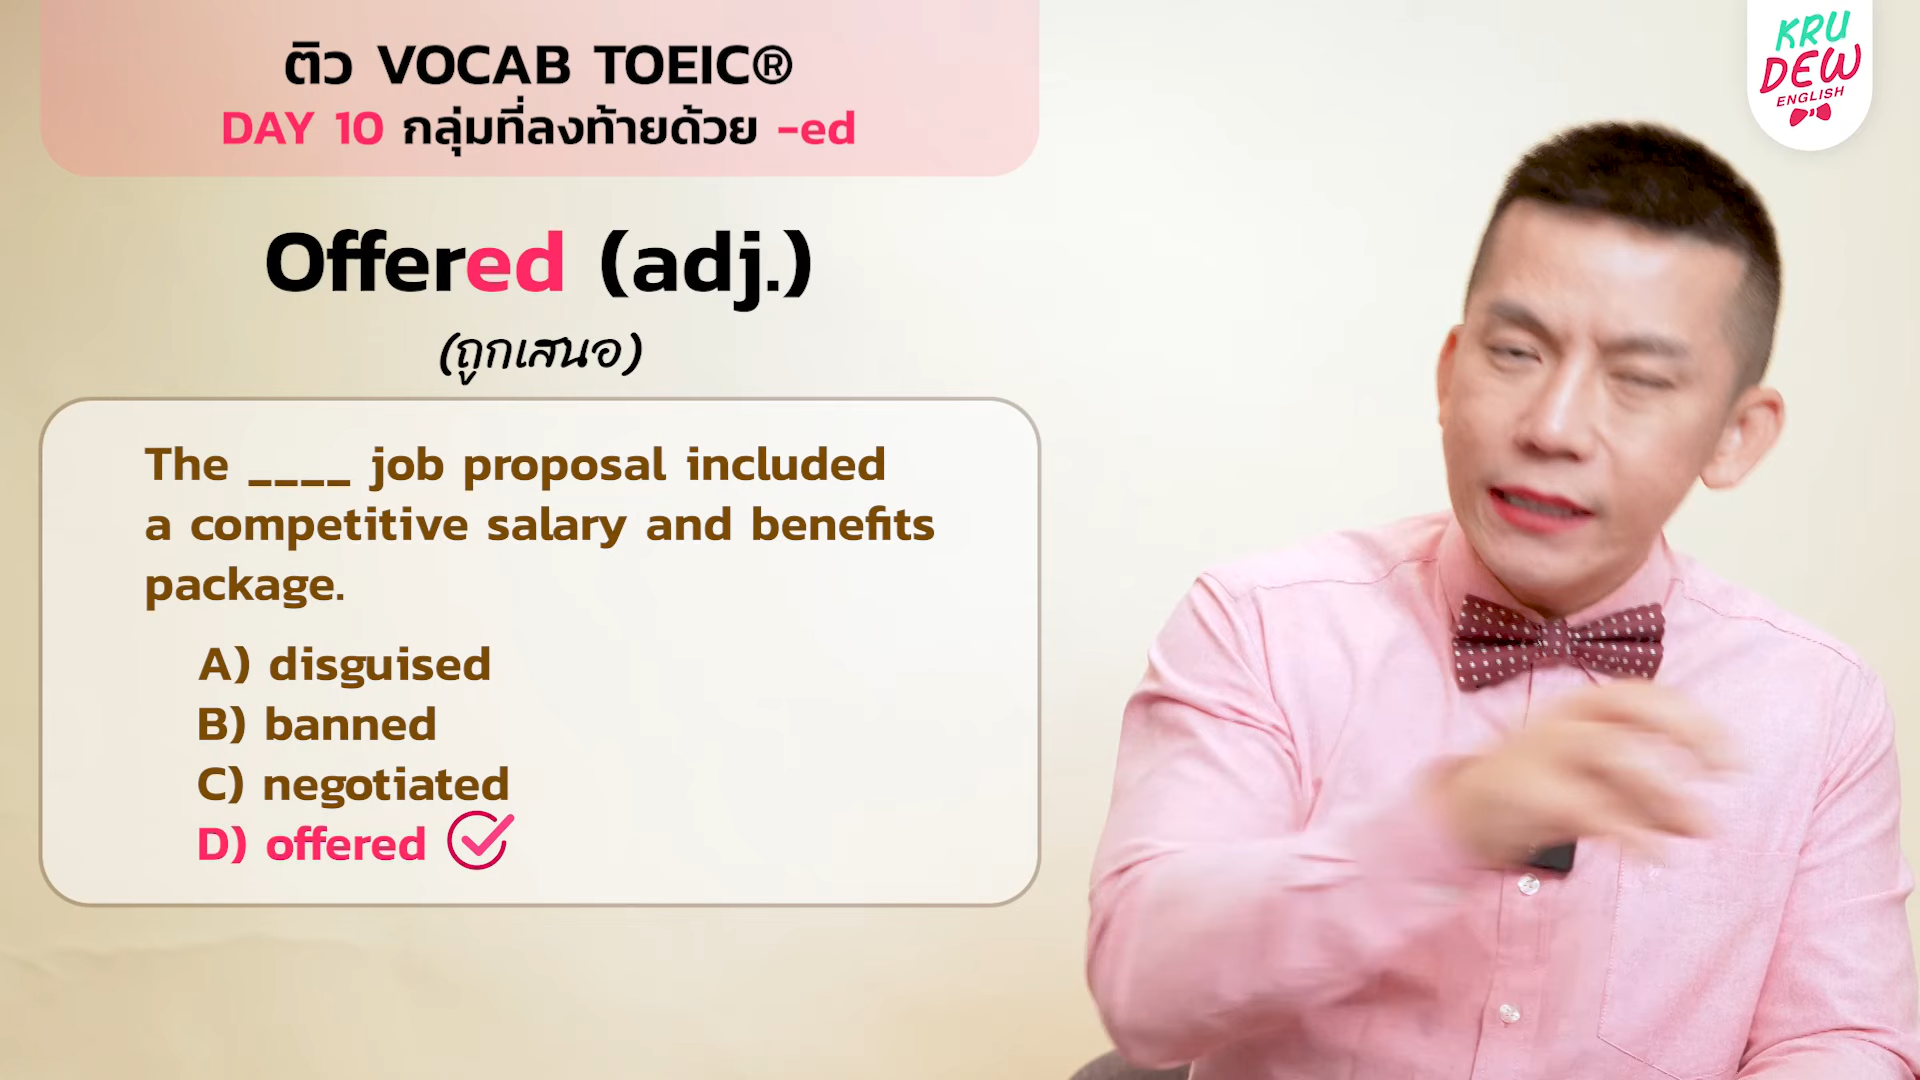 ติว VOCAB TOEIC®
DAY 10 กลุ่มที่ลงท้ายด้วย -ed
KRU
DEW
ENGLISH
Offered (adj.)
(ถูกเสนอ)
The ____ job proposal included
a competitive salary and benefits
package.
A) disguised
B) banned
C) negotiated
D) offered